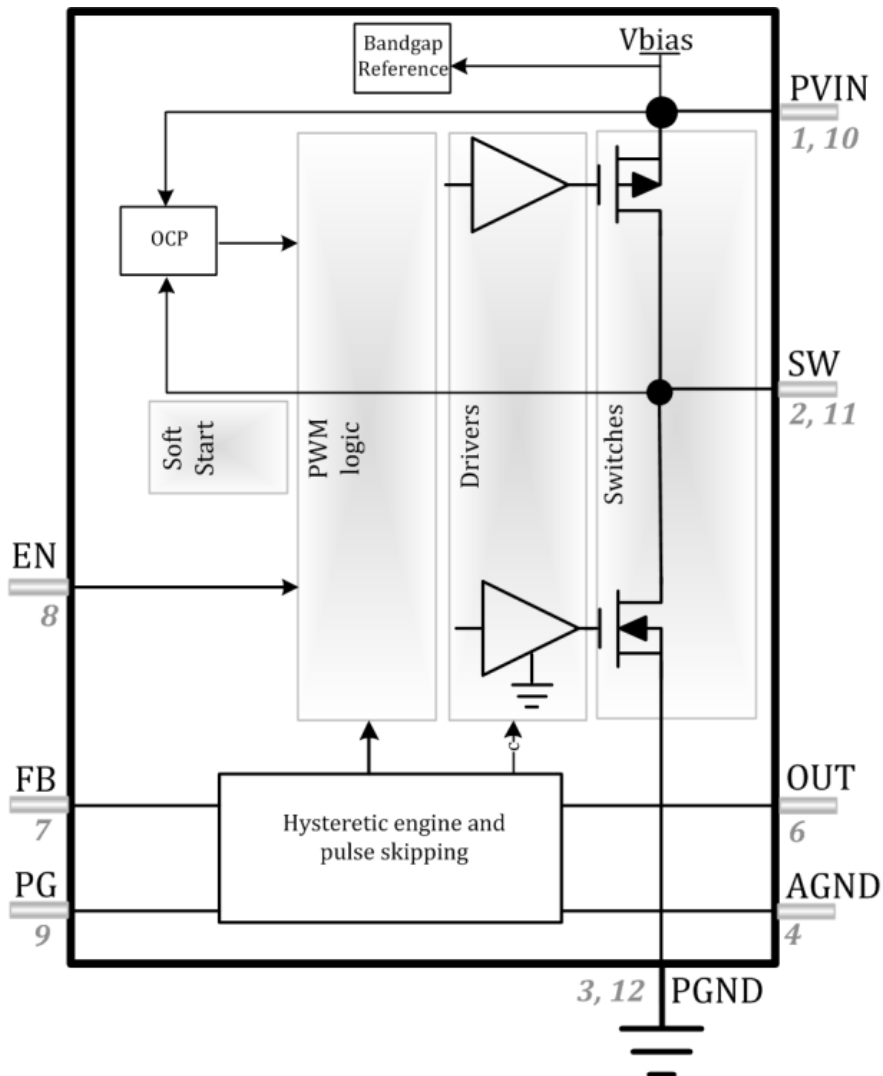 Bandgap
Reference
Vbias
PVIN
1, 10
OCP
SW
2, 11
Soft
Start
PWM
logic
Drivers
Switches
EN
8
c
FB
7
Hysteretic engine and
pulse skipping
OUT
6
PG
9
AGND
4
3, 12
PGND